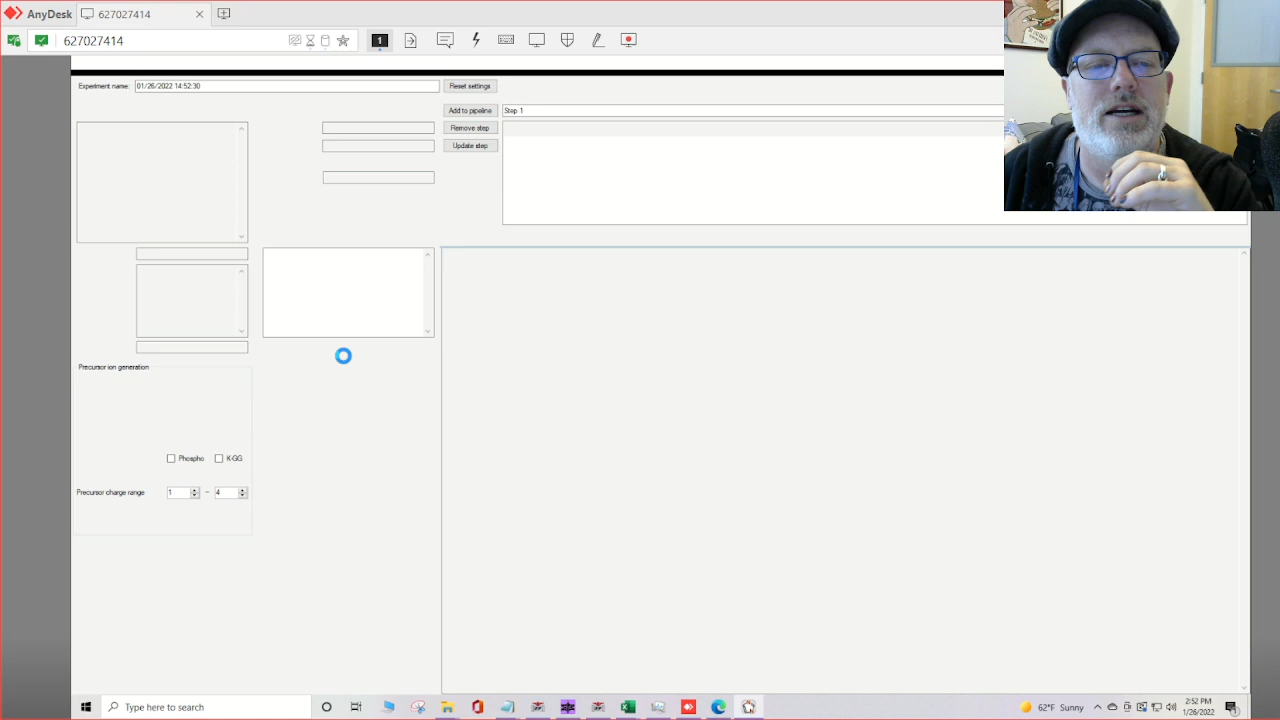 AnyDesk
627027414
627027414
1
Experiment name:
01/26/2022 14:52:30
Reset settings
Add to pipeline
Step 1
Remove step
Update step
Precursor ion generation
Phospho
K-GG
Precursor charge range
1
-
4
Type here to search
62°F Sunny
2:52 PM
1/26/2022
1